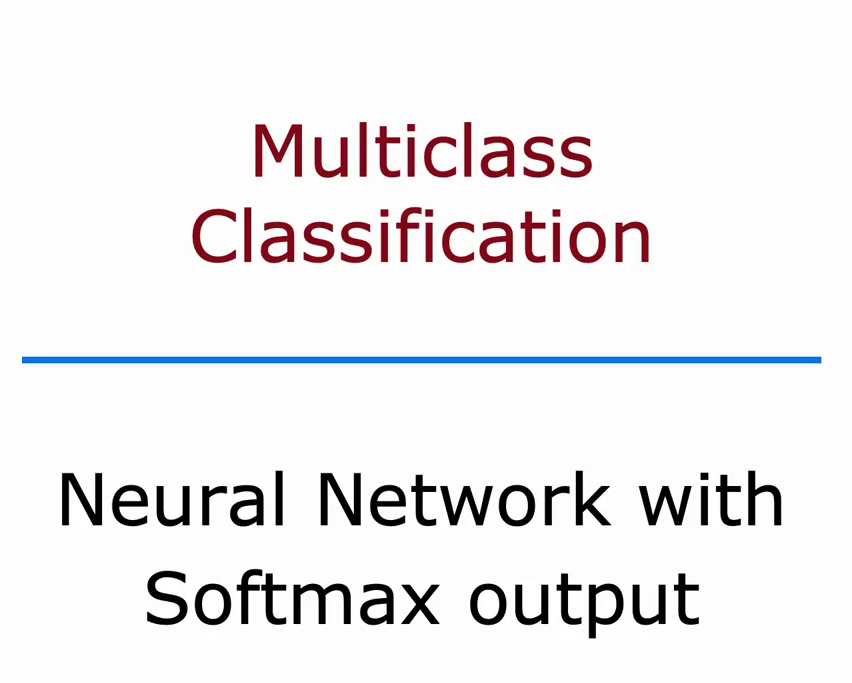 Multiclass
Classification
Neural Network with
Softmax output